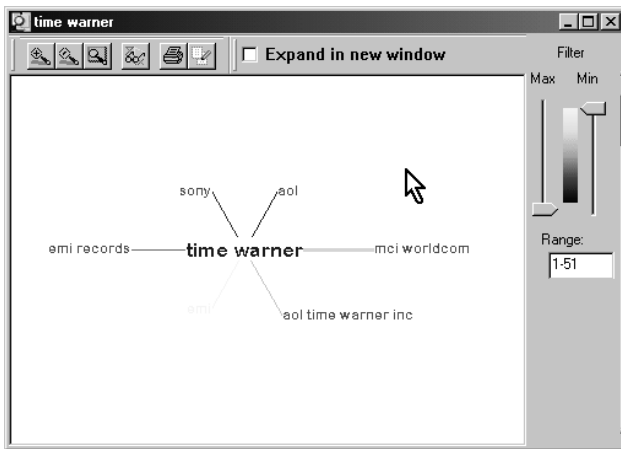 time warner
Expand in new window
Filter
Max Min
sony
aol
emi records
time warner
mci worldcom
emi
aol time warner inc
Range:
1-51